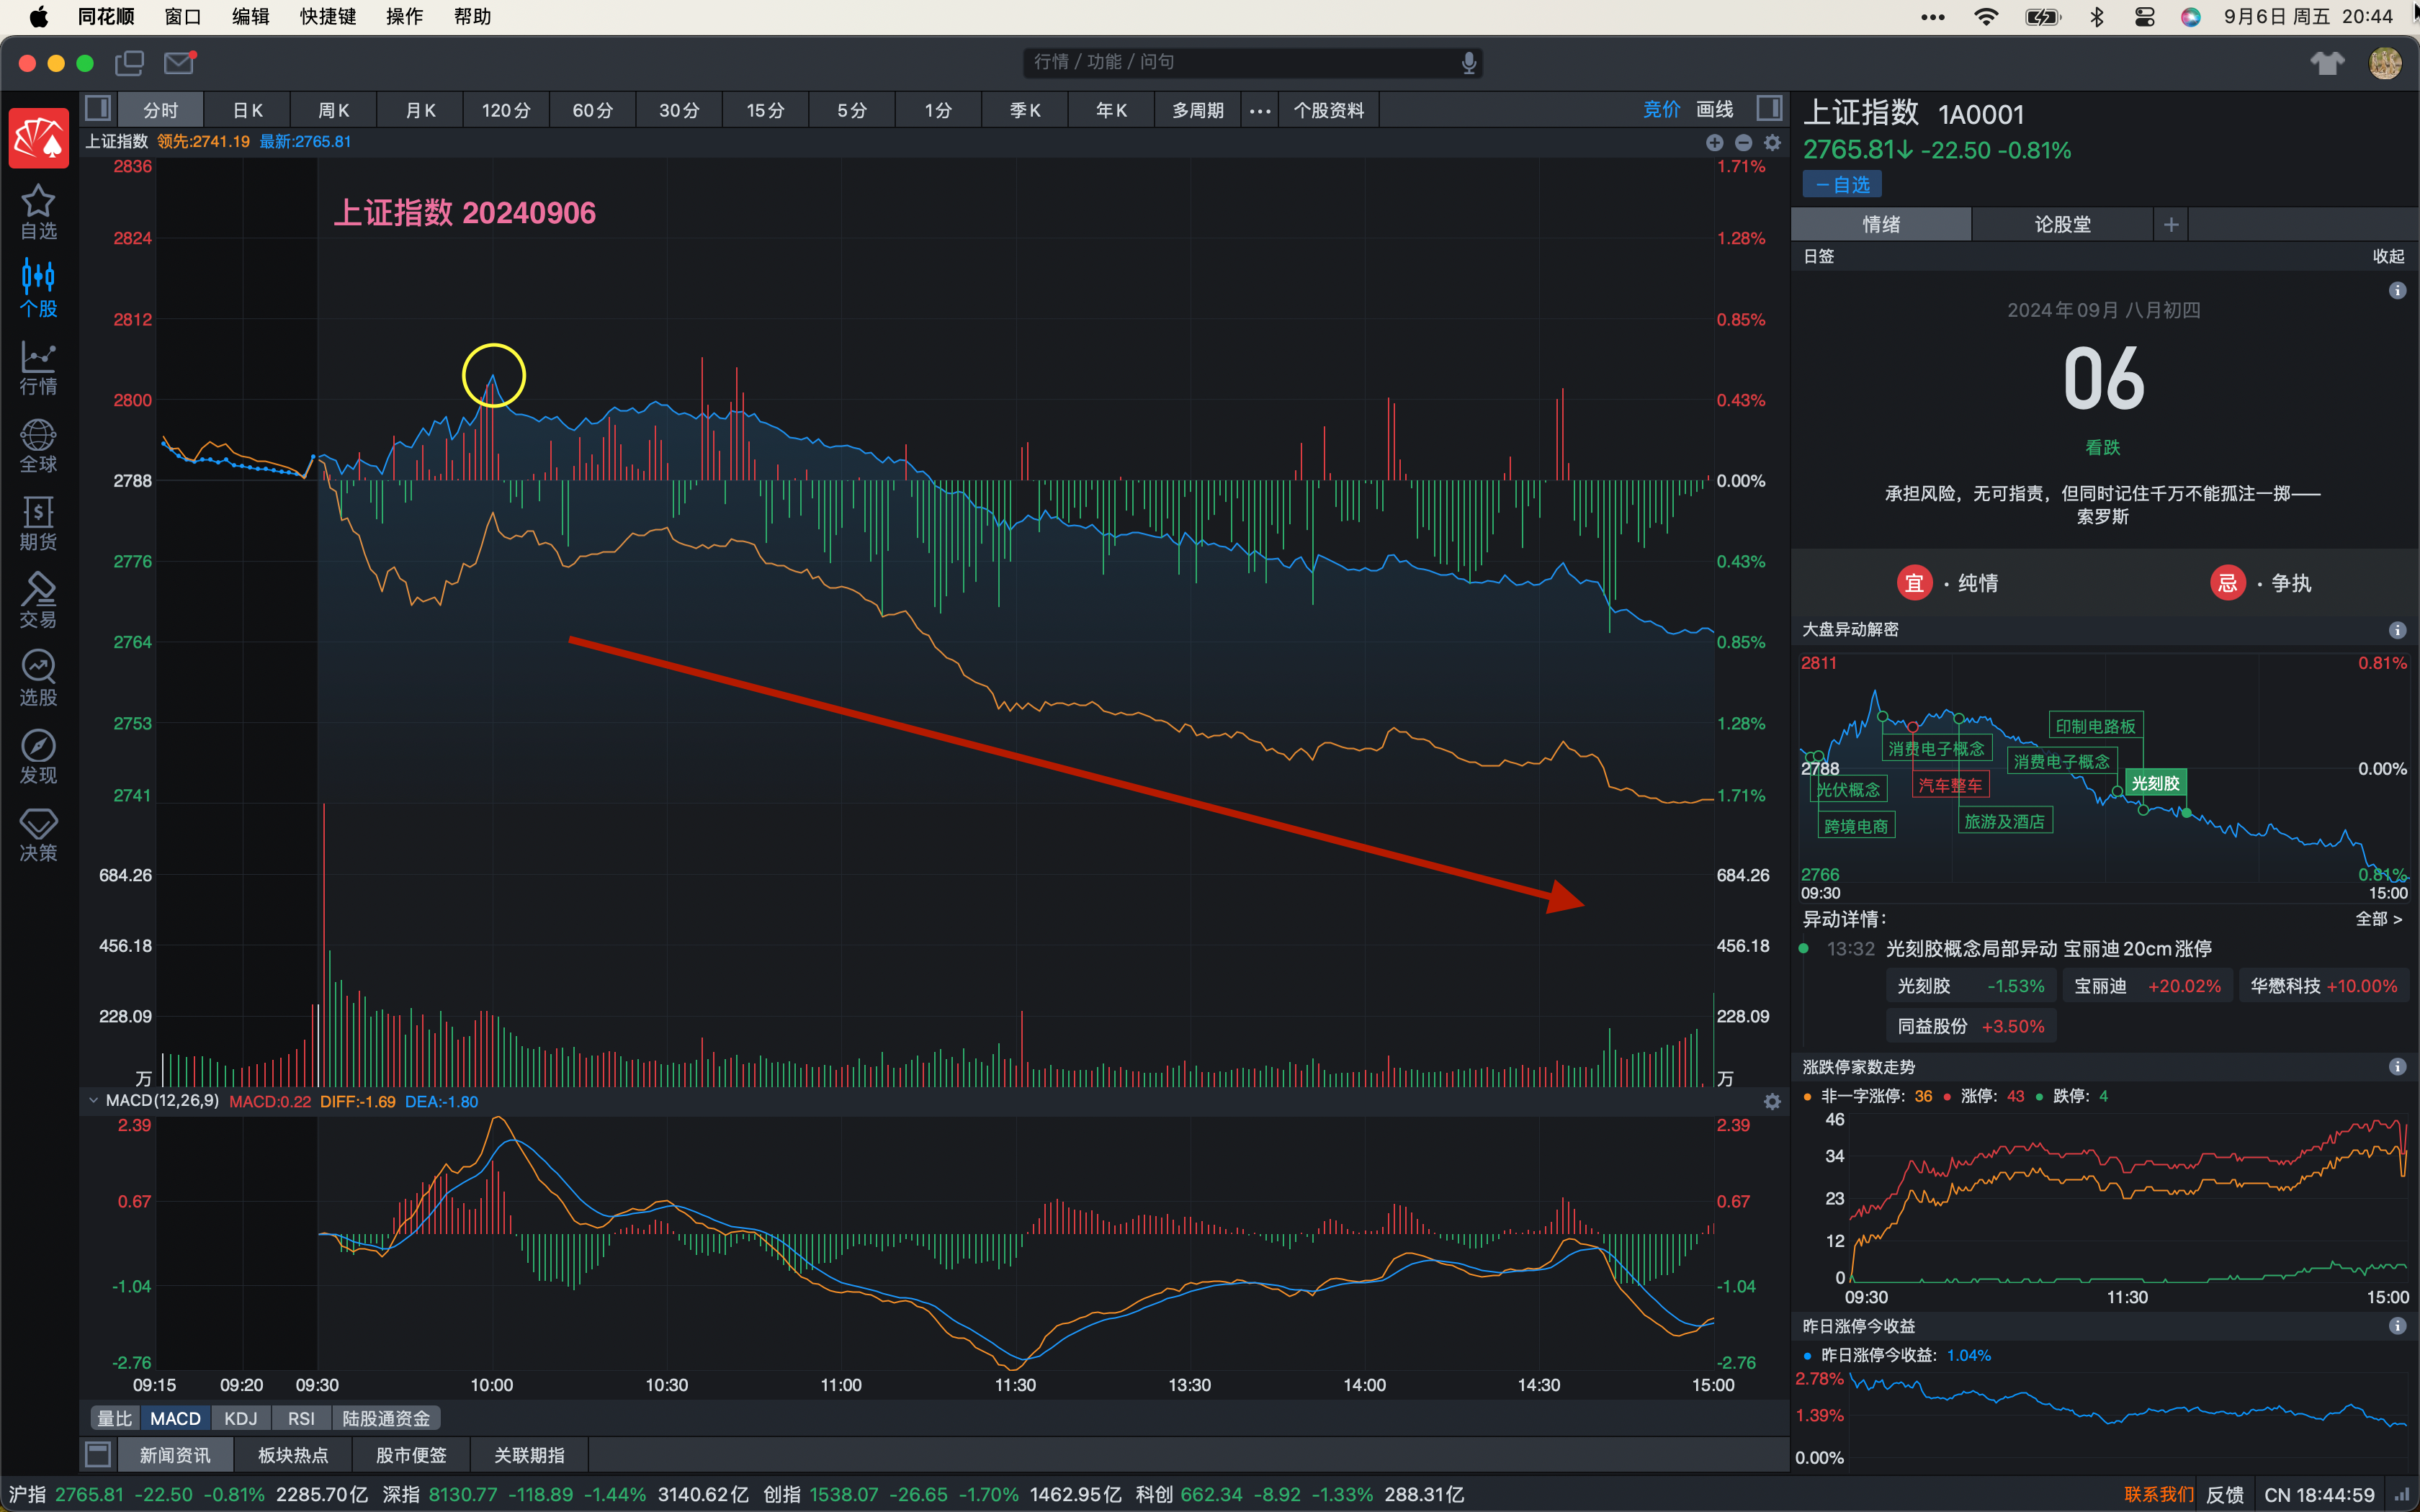 同花顺 窗口 编辑 快捷键 操作 帮助 9月6日 周五 20:44
行情 / 功能 / 问句
分时 日K 周K 月K 120分 60分 30分 15分 5分 1分 季K 年K 多周期 ••• 个股资料 竞价 画线
上证指数 领先:2741.19 最新:2765.81
自选
个股
行情
全球
期货
交易
选股
发现
决策
上证指数 20240906
2836 1.71%
2824 1.28%
2812 0.85%
2800 0.43%
2788 0.00%
2776 0.43%
2764 0.85%
2753 1.28%
2741 1.71%
684.26 684.26
456.18 456.18
228.09 228.09
万 万
MACD(12,26,9) MACD:0.22 DIFF:-1.69 DEA:-1.80
2.39 2.39
0.67 0.67
-1.04 -1.04
-2.76 -2.76
09:15 09:20 09:30 10:00 10:30 11:00 11:30 13:30 14:00 14:30 15:00
量比 MACD KDJ RSI 陆股通资金
新闻资讯 板块热点 股市便签 关联期指
上证指数 1A0001
2765.81↓ -22.50 -0.81%
－自选
情绪 论股堂 +
日签 收起
2024年09月 八月初四
06
看跌
承担风险，无可指责，但同时记住千万不能孤注一掷——
索罗斯
宜 · 纯情 忌 · 争执
大盘异动解密
2811 0.81%
印制电路板
消费电子概念
消费电子概念
2788 0.00%
光刻胶
汽车整车
光伏概念
旅游及酒店
跨境电商
2766 0.81%
09:30 15:00
异动详情: 全部 >
13:32 光刻胶概念局部异动 宝丽迪20cm涨停
光刻胶 -1.53% 宝丽迪 +20.02% 华懋科技 +10.00%
同益股份 +3.50%
涨跌停家数走势
非一字涨停: 36 涨停: 43 跌停: 4
46
34
23
12
0
09:30 11:30 15:00
昨日涨停今收益
昨日涨停今收益: 1.04%
2.78%
1.39%
0.00%
沪指 2765.81 -22.50 -0.81% 2285.70亿 深指 8130.77 -118.89 -1.44% 3140.62亿 创指 1538.07 -26.65 -1.70% 1462.95亿 科创 662.34 -8.92 -1.33% 288.31亿 联系我们 反馈 CN 18:44:59